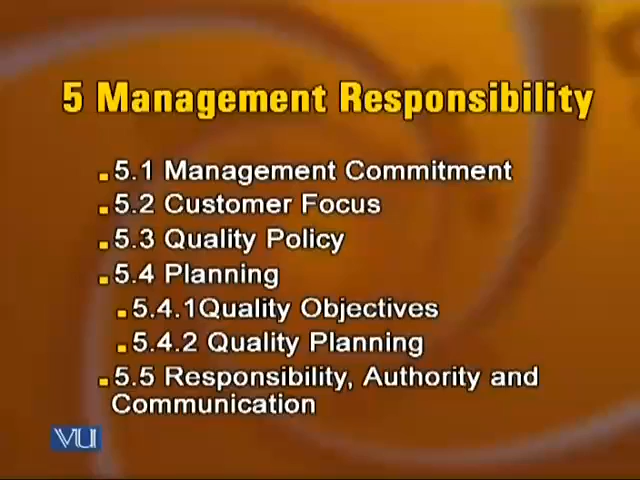 5 Management Responsibility
5.1 Management Commitment
5.2 Customer Focus
5.3 Quality Policy
5.4 Planning
5.4.1Quality Objectives
5.4.2 Quality Planning
5.5 Responsibility, Authority and
Communication
VU